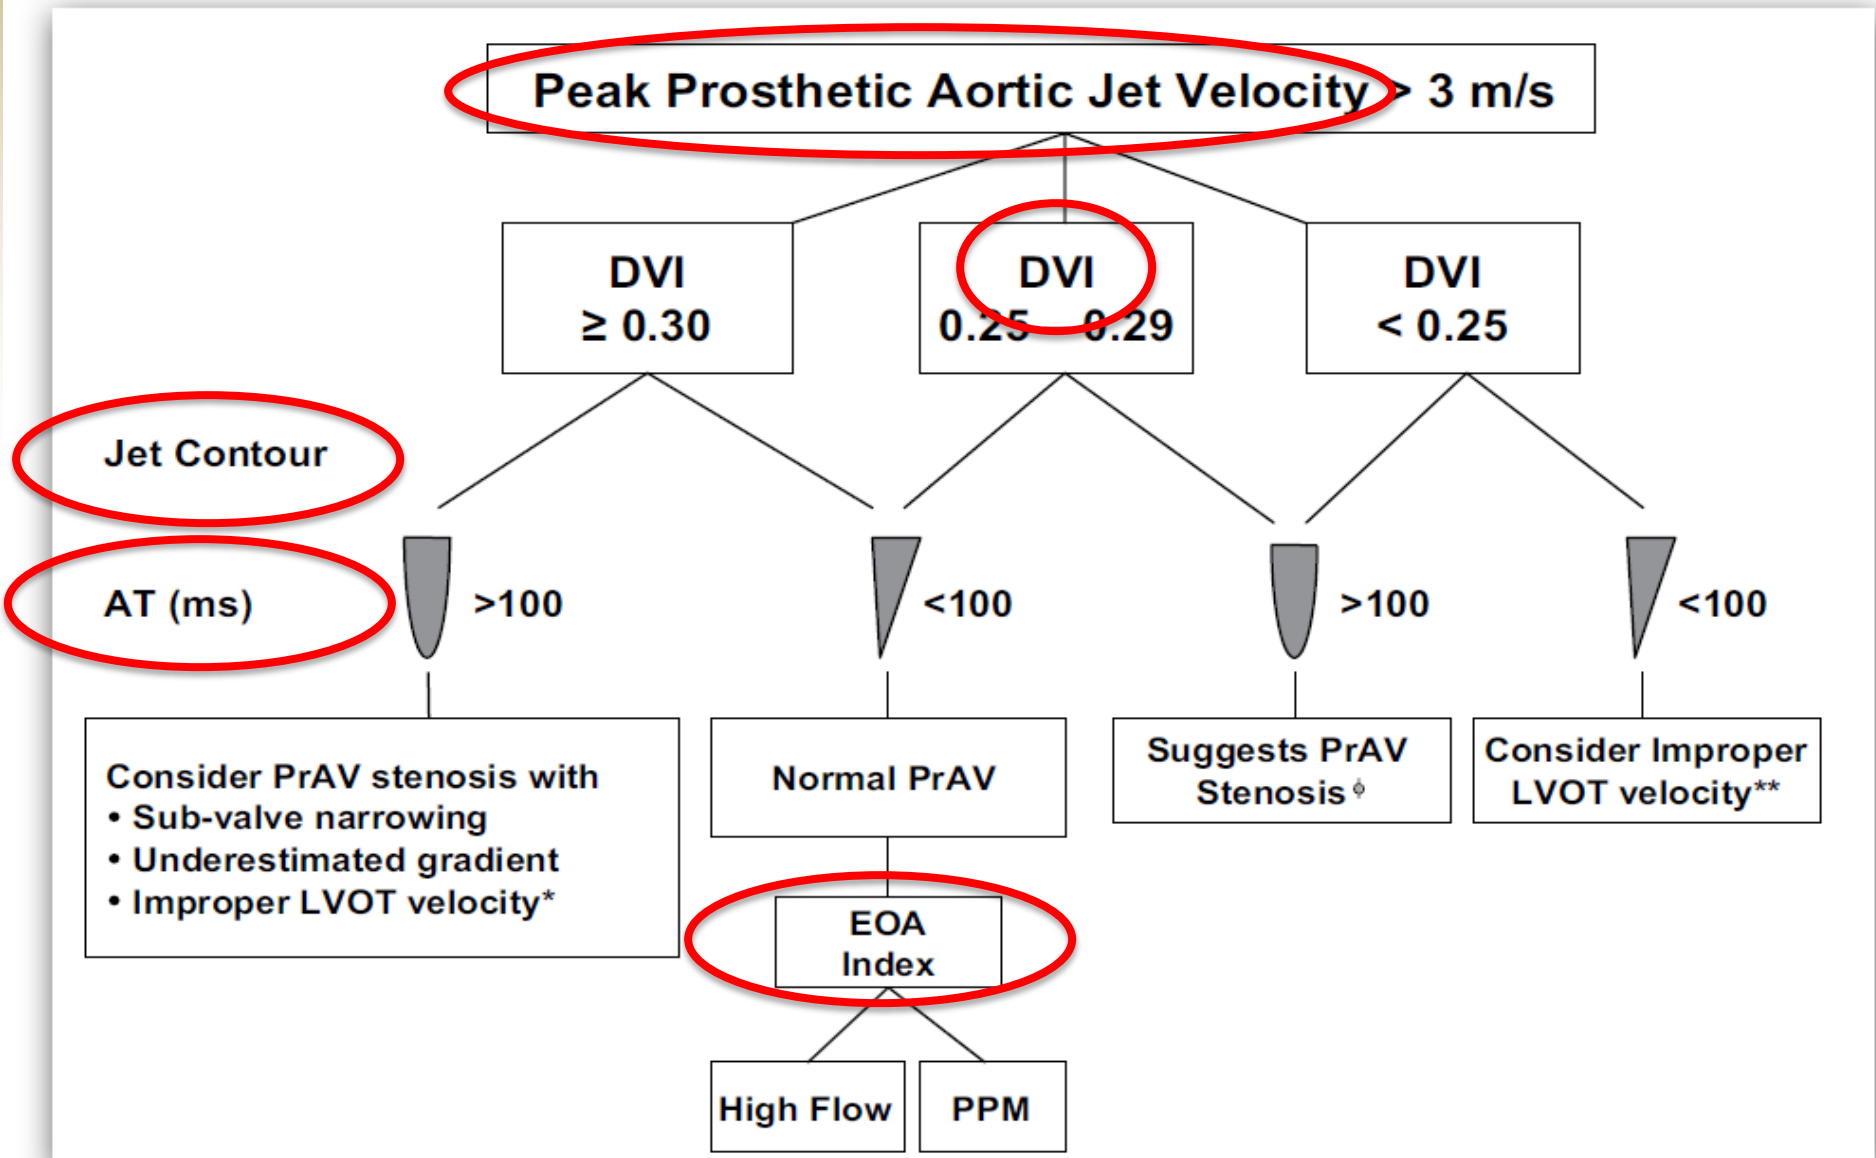 Peak Prosthetic Aortic Jet Velocity > 3 m/s
DVI
≥ 0.30
DVI
0.25 0.29
DVI
< 0.25
Jet Contour
AT (ms)
>100
<100
>100
<100
Consider PrAV stenosis with
• Sub-valve narrowing
• Underestimated gradient
• Improper LVOT velocity*
Normal PrAV
Suggests PrAV
Stenosis ϕ
Consider Improper
LVOT velocity**
EOA
Index
High Flow
PPM